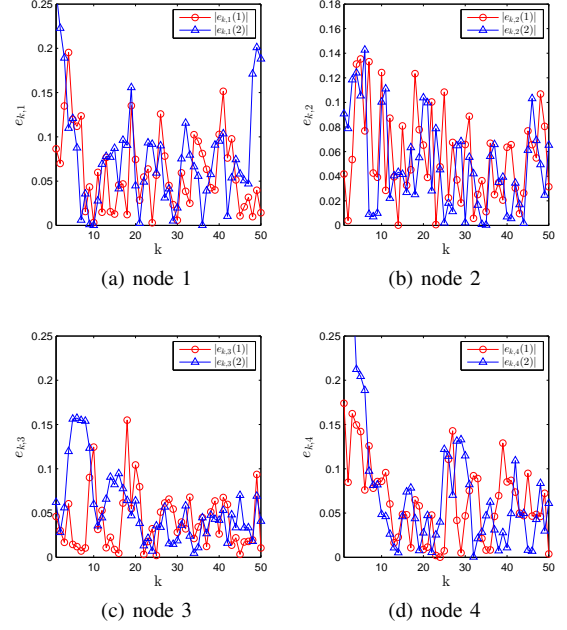 0.25
0.2
0.15
0.1
0.05
0
e_{k,1}
|e_{k,1}(1)|
|e_{k,1}(2)|
10 20 30 40 50
k
(a) node 1
0.18
0.16
0.14
0.12
0.1
0.08
0.06
0.04
0.02
0
e_{k,2}
|e_{k,2}(1)|
|e_{k,2}(2)|
10 20 30 40 50
k
(b) node 2
0.25
0.2
0.15
0.1
0.05
0
e_{k,3}
|e_{k,3}(1)|
|e_{k,3}(2)|
10 20 30 40 50
k
(c) node 3
0.25
0.2
0.15
0.1
0.05
0
e_{k,4}
|e_{k,4}(1)|
|e_{k,4}(2)|
10 20 30 40 50
k
(d) node 4